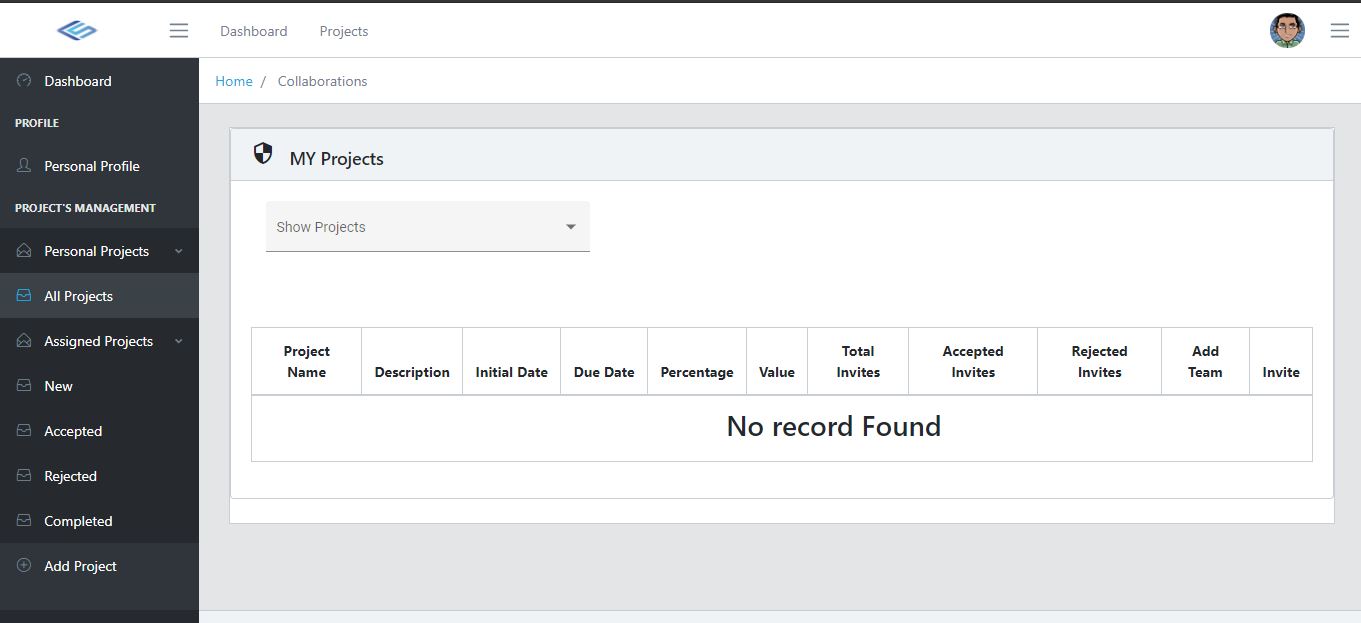 Dashboard Projects
Dashboard
Home / Collaborations
PROFILE
Personal Profile
PROJECT'S MANAGEMENT
Personal Projects
All Projects
Assigned Projects
New
Accepted
Rejected
Completed
Add Project
MY Projects
Show Projects
Project Name
Description
Initial Date
Due Date
Percentage
Value
Total Invites
Accepted Invites
Rejected Invites
Add Team
Invite
No record Found